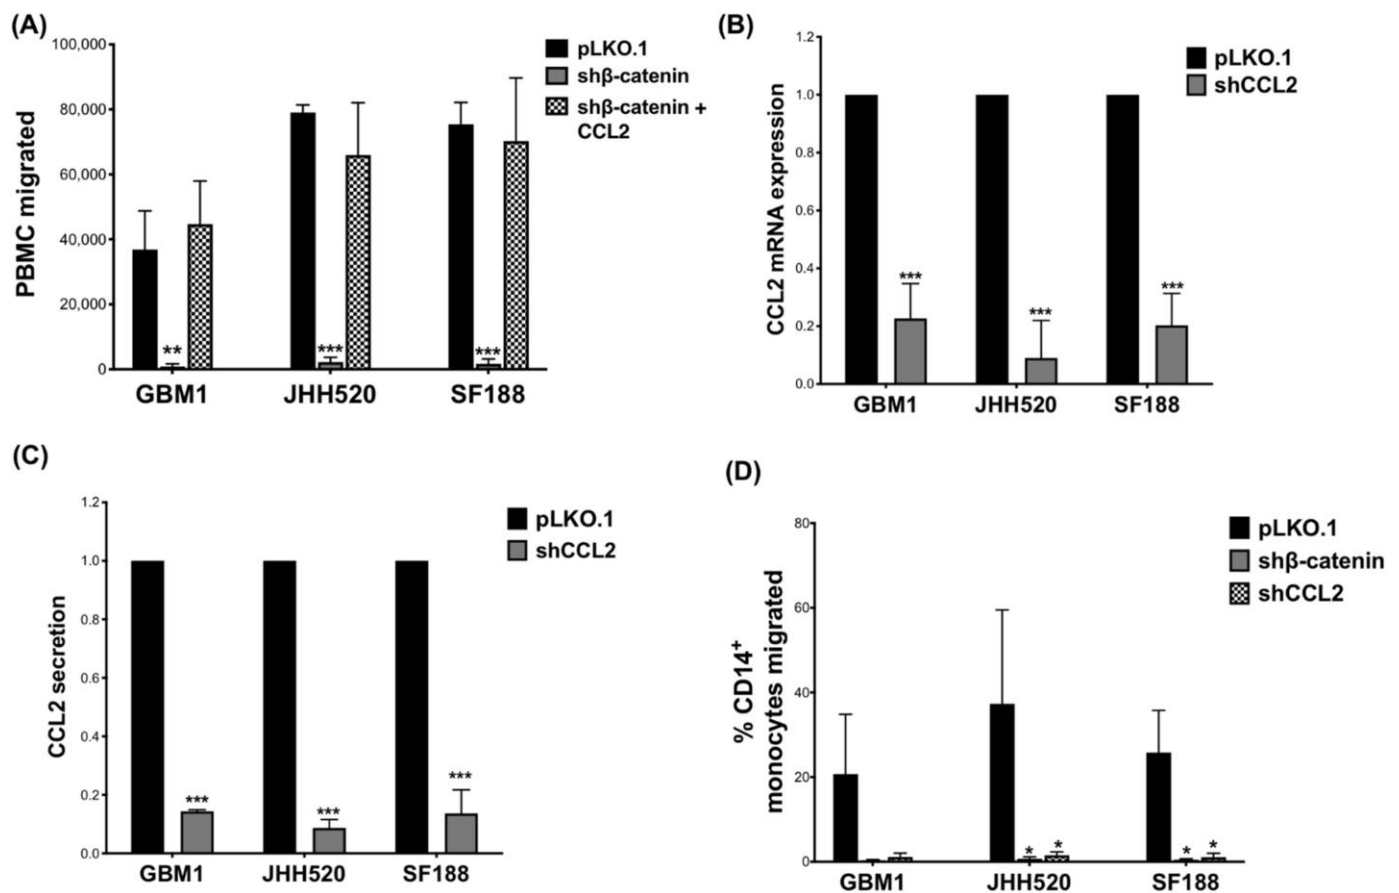 (A)
100,000
80,000
60,000
40,000
20,000
0
PBMC migrated
pLKO.1
shβ-catenin
shβ-catenin +
CCL2
**
***
***
GBM1
JHH520
SF188
(B)
1.2
1.0
0.8
0.6
0.4
0.2
0.0
CCL2 mRNA expression
pLKO.1
shCCL2
***
***
***
GBM1
JHH520
SF188
(C)
1.2
1.0
0.8
0.6
0.4
0.2
0.0
CCL2 secretion
pLKO.1
shCCL2
***
***
***
GBM1
JHH520
SF188
(D)
80
60
40
20
0
% CD14+
monocytes migrated
pLKO.1
shβ-catenin
shCCL2
* *
* *
GBM1
JHH520
SF188